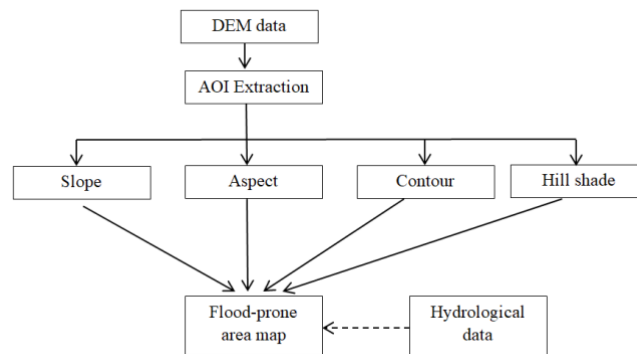 DEM data
AOI Extraction
Slope
Aspect
Contour
Hill shade
Flood-prone
area map
Hydrological
data